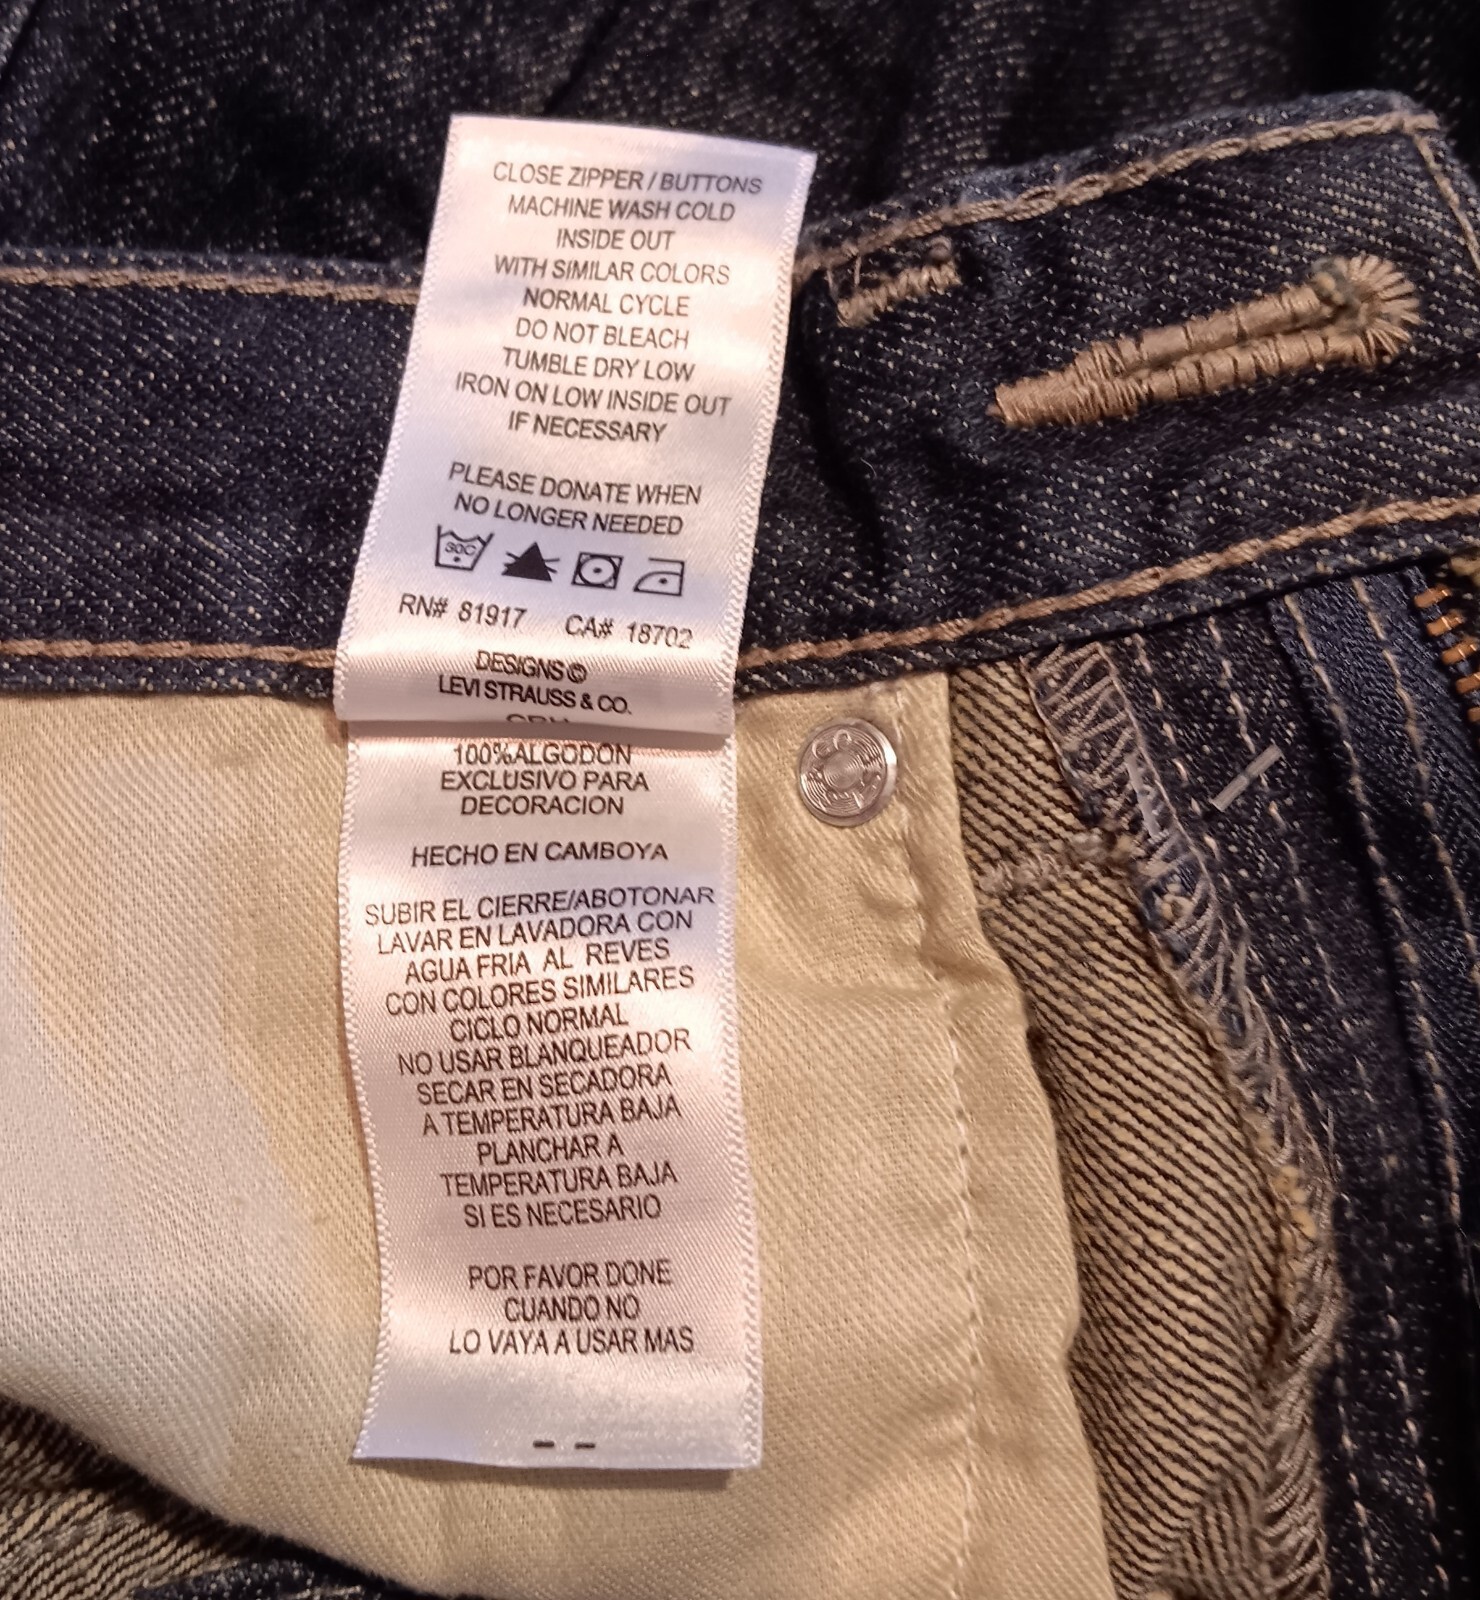 CLOSE ZIPPER / BUTTONS
MACHINE WASH COLD
INSIDE OUT
WITH SIMILAR COLORS
NORMAL CYCLE
DO NOT BLEACH
TUMBLE DRY LOW
IRON ON LOW INSIDE OUT
IF NECESSARY
PLEASE DONATE WHEN
NO LONGER NEEDED
30C
RN# 81917 CA# 18702
DESIGNS ©
LEVI STRAUSS & CO.
100%ALGODON
EXCLUSIVO PARA
DECORACION
HECHO EN CAMBOYA
SUBIR EL CIERRE/ABOTONAR
LAVAR EN LAVADORA CON
AGUA FRIA AL REVES
CON COLORES SIMILARES
CICLO NORMAL
NO USAR BLANQUEADOR
SECAR EN SECADORA
A TEMPERATURA BAJA
PLANCHAR A
TEMPERATURA BAJA
SI ES NECESARIO
POR FAVOR DONE
CUANDO NO
LO VAYA A USAR MAS
- -